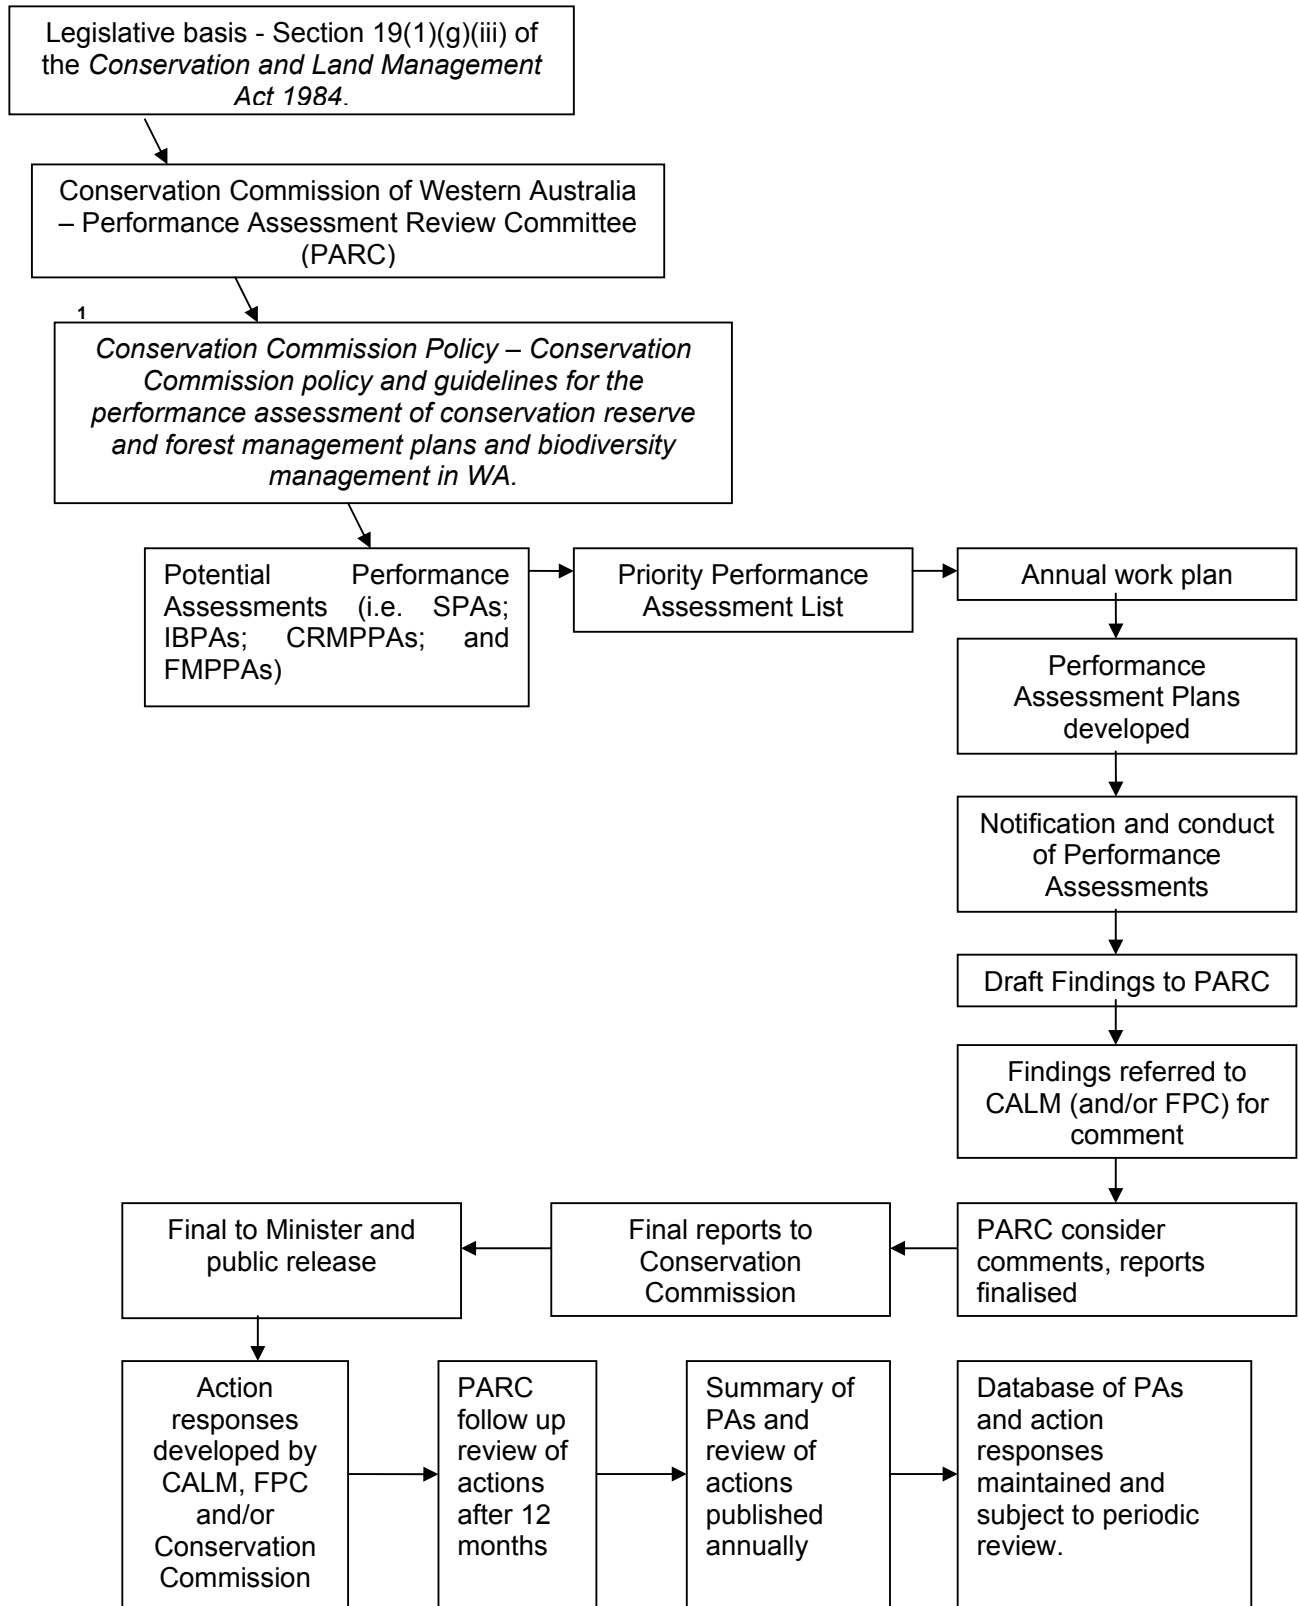 Legislative basis - Section 19(1)(g)(iii) of
the Conservation and Land Management
Act 1984.
Conservation Commission of Western Australia
– Performance Assessment Review Committee
(PARC)
1
Conservation Commission Policy – Conservation
Commission policy and guidelines for the
performance assessment of conservation reserve
and forest management plans and biodiversity
management in WA.
Potential Performance
Assessments (i.e. SPAs;
IBPAs; CRMPPAs; and
FMPPAs)
Priority Performance
Assessment List
Annual work plan
Performance
Assessment Plans
developed
Notification and conduct
of Performance
Assessments
Draft Findings to PARC
Findings referred to
CALM (and/or FPC) for
comment
PARC consider
comments, reports
finalised
Final reports to
Conservation
Commission
Final to Minister and
public release
Action
responses
developed by
CALM, FPC
and/or
Conservation
Commission
PARC
follow up
review of
actions
after 12
months
Summary of
PAs and
review of
actions
published
annually
Database of PAs
and action
responses
maintained and
subject to periodic
review.